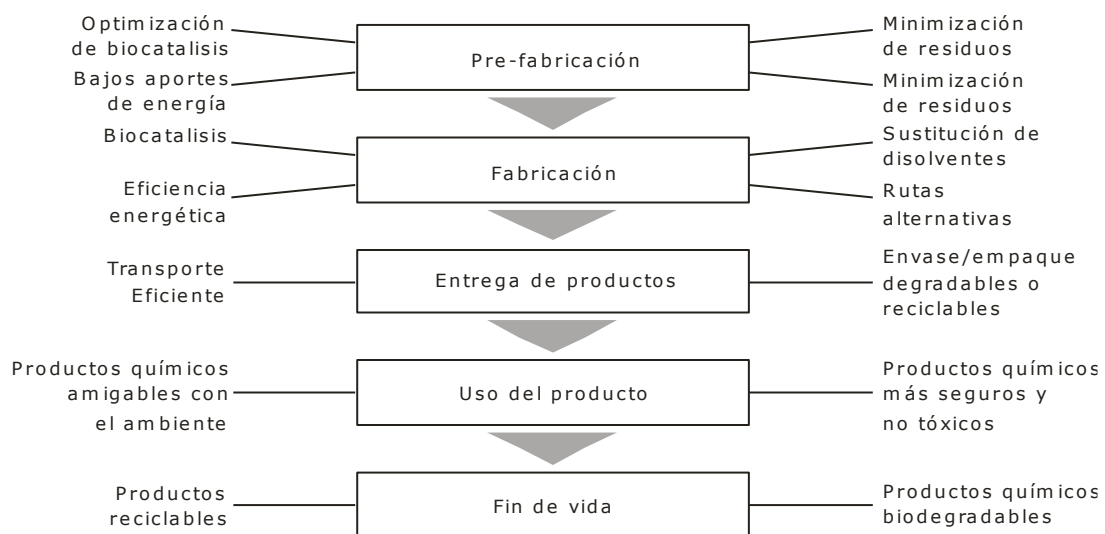 Optimización
de biocatalisis
Bajos aportes
de energía
Pre-fabricación
Minimización
de residuos
Minimización
de residuos
Biocatalisis
Eficiencia
energética
Fabricación
Sustitución de
disolventes
Rutas
alternativas
Transporte
Eficiente
Entrega de productos
Envase/empaque
degradables o
reciclables
Productos químicos
amigables con
el ambiente
Uso del producto
Productos químicos
más seguros y
no tóxicos
Productos
reciclables
Fin de vida
Productos químicos
biodegradables